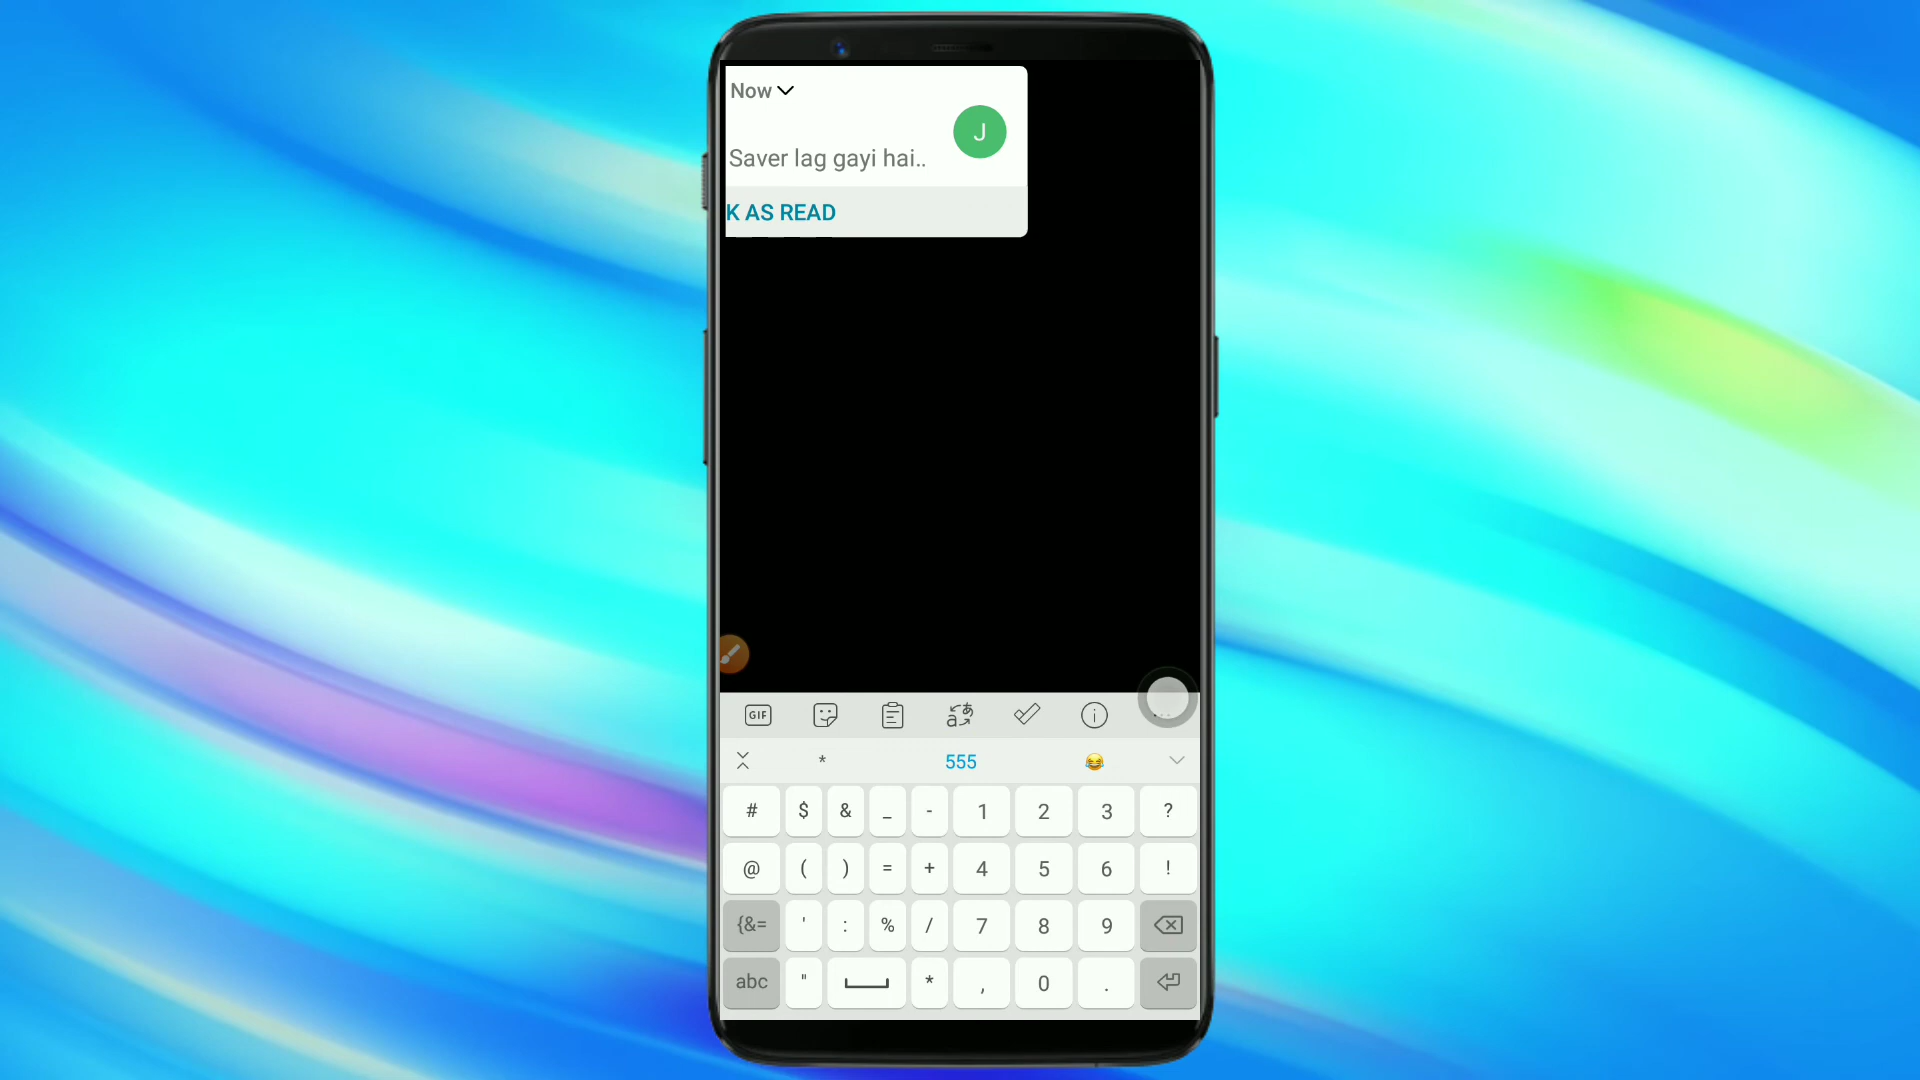 Now
J
Saver lag gayi hai..
K AS READ
GIF
* 555 😂
# $ & _ - 1 2 3 ?
@ ( ) = + 4 5 6 !
{&= ' : % / 7 8 9
abc " * , 0 .